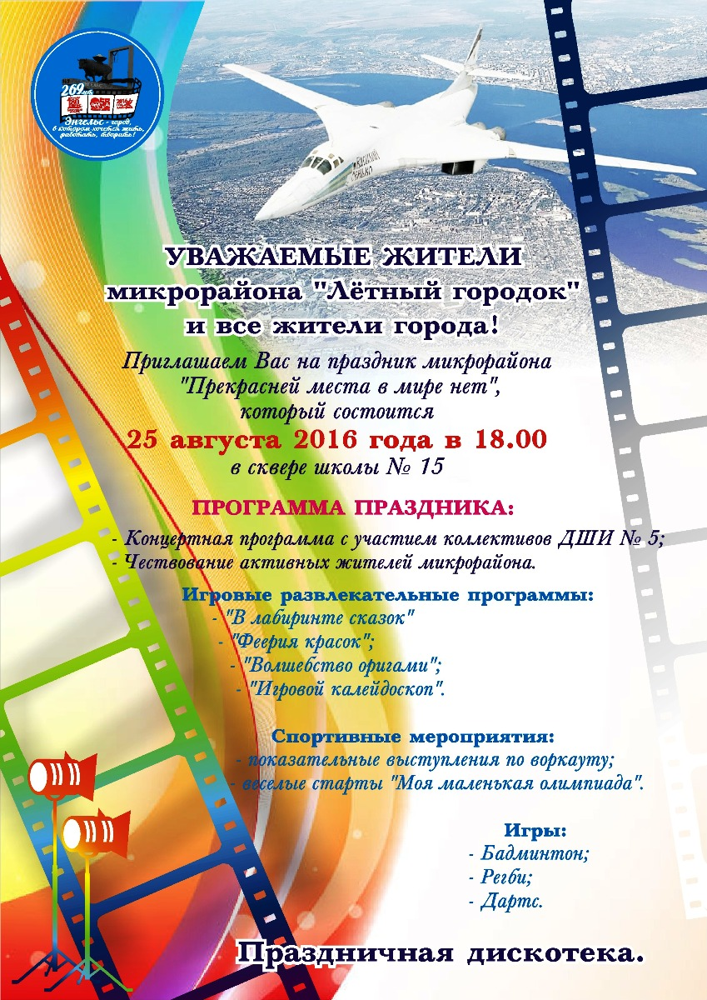 269 лет
Энгельс - город,
в котором хочется жить,
работать, творить!
УВАЖАЕМЫЕ ЖИТЕЛИ
микрорайона "Лётный городок"
и все жители города!
Приглашаем Вас на праздник микрорайона
"Прекрасней места в мире нет",
который состоится
25 августа 2016 года в 18.00
в сквере школы № 15
ПРОГРАММА ПРАЗДНИКА:
- Концертная программа с участием коллективов ДШИ № 5;
- Чествование активных жителей микрорайона.
Игровые развлекательные программы:
- "В лабиринте сказок"
- "Феерия красок";
- "Волшебство оригами";
- "Игровой калейдоскоп".
Спортивные мероприятия:
- показательные выступления по воркауту;
- веселые старты "Моя маленькая олимпиада".
Игры:
- Бадминтон;
- Регби;
- Дартс.
Праздничная дискотека.